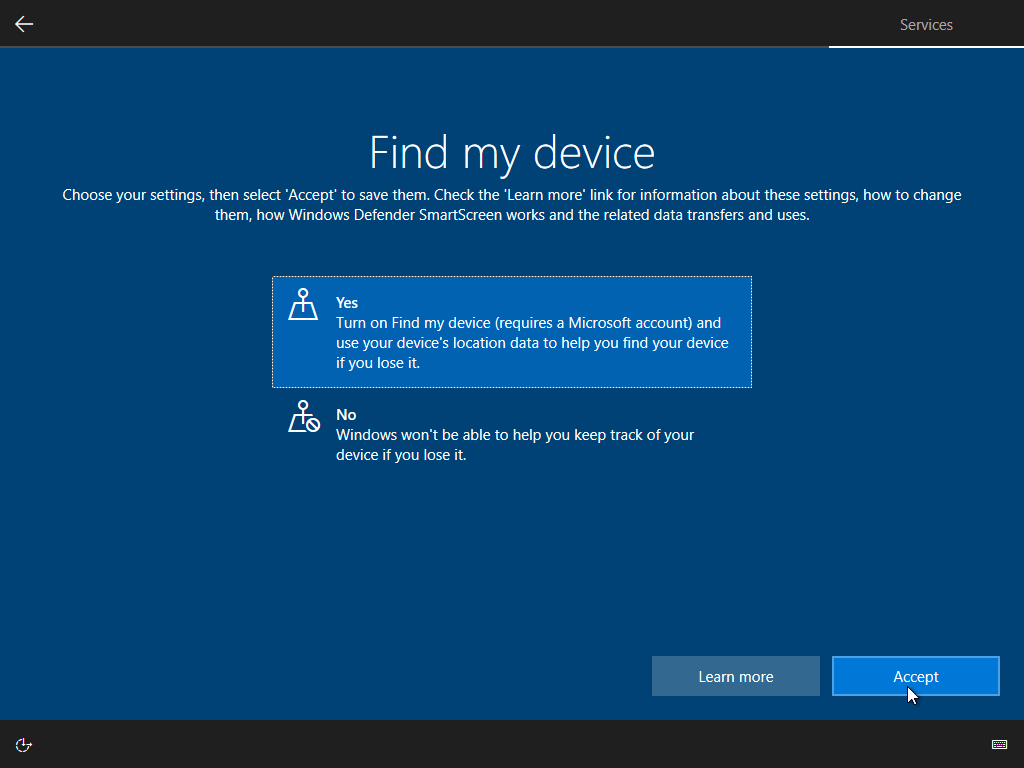 Services
Find my device
Choose your settings, then select 'Accept' to save them. Check the 'Learn more' link for information about these settings, how to change
them, how Windows Defender SmartScreen works and the related data transfers and uses.
Yes
Turn on Find my device (requires a Microsoft account) and
use your device's location data to help you find your device
if you lose it.
No
Windows won't be able to help you keep track of your
device if you lose it.
Learn more
Accept